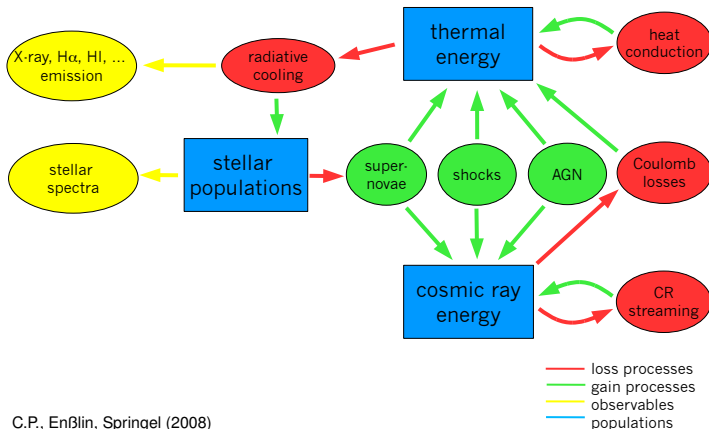 X-ray, Hα, HI, ...
emission
radiative
cooling
thermal
energy
heat
conduction
stellar
spectra
stellar
populations
super-
novae
shocks
AGN
Coulomb
losses
cosmic ray
energy
CR
streaming
loss processes
gain processes
observables
populations
C.P., Enßlin, Springel (2008)